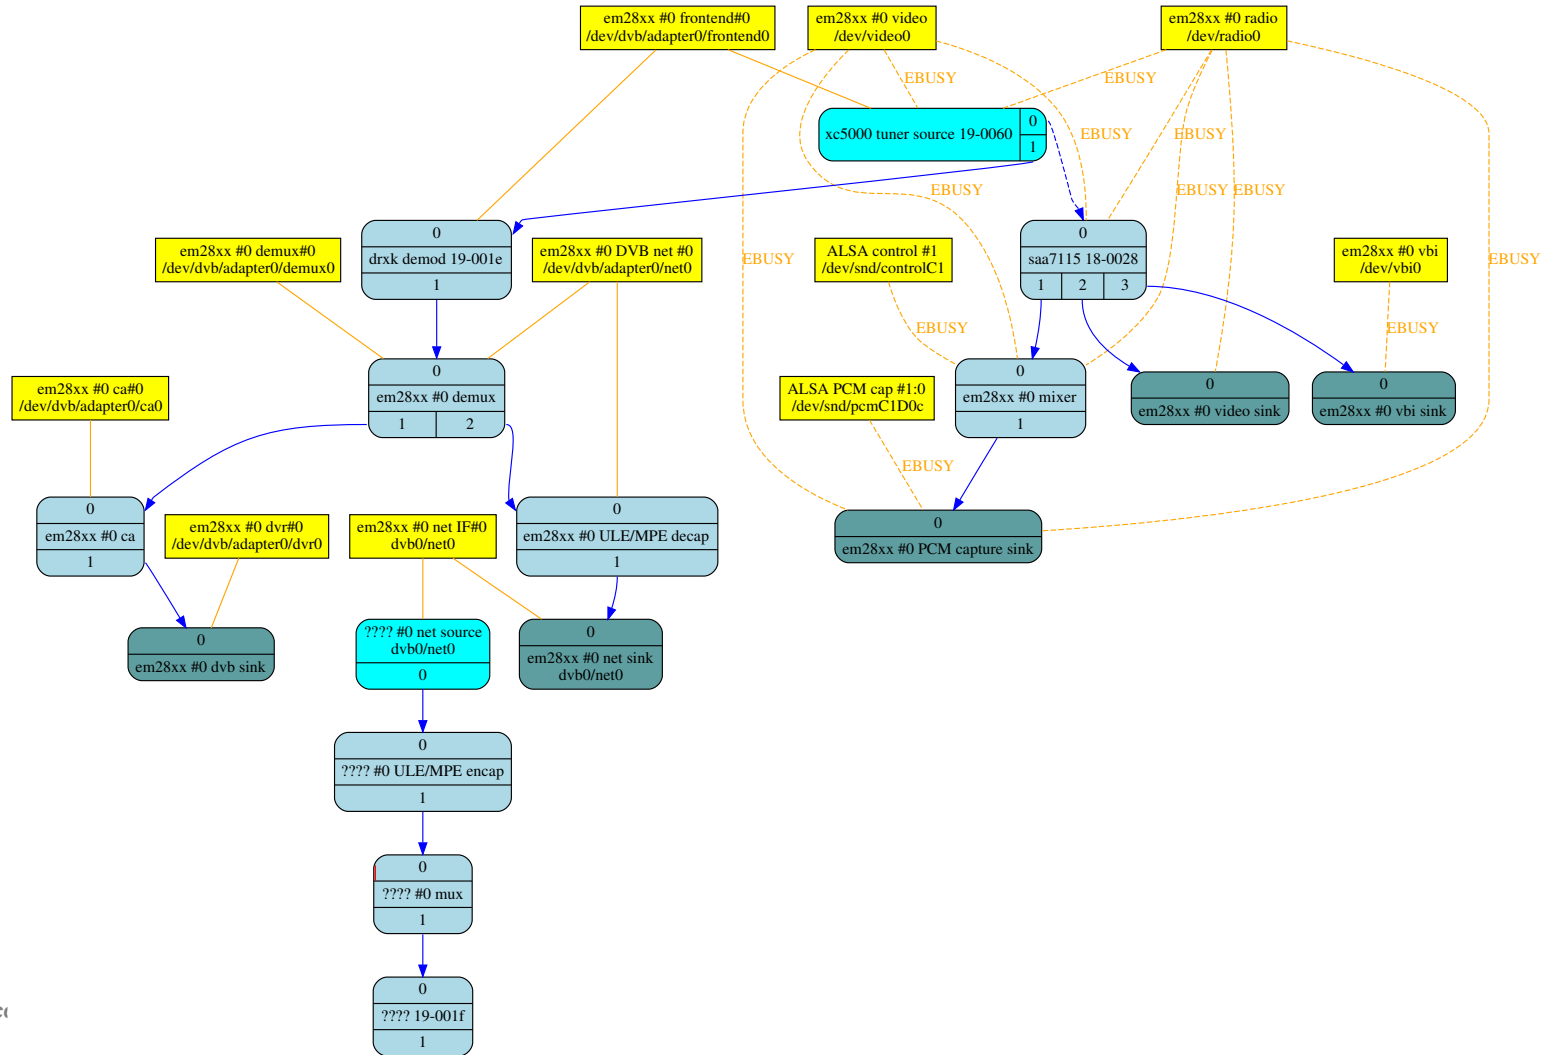 em28xx #0 frontend#0
/dev/dvb/adapter0/frontend0
em28xx #0 video
/dev/video0
em28xx #0 radio
/dev/radio0
EBUSY
EBUSY
xc5000 tuner source 19-0060
0
1
EBUSY
EBUSY
EBUSY
EBUSY
EBUSY
0
drxk demod 19-001e
1
0
saa7115 18-0028
1
2
3
em28xx #0 demux#0
/dev/dvb/adapter0/demux0
em28xx #0 DVB net #0
/dev/dvb/adapter0/net0
EBUSY
ALSA control #1
/dev/snd/controlC1
em28xx #0 vbi
/dev/vbi0
EBUSY
EBUSY
EBUSY
em28xx #0 ca#0
/dev/dvb/adapter0/ca0
0
em28xx #0 demux
1
2
ALSA PCM cap #1:0
/dev/snd/pcmC1D0c
0
em28xx #0 mixer
1
0
em28xx #0 video sink
0
em28xx #0 vbi sink
EBUSY
0
em28xx #0 ca
1
em28xx #0 dvr#0
/dev/dvb/adapter0/dvr0
em28xx #0 net IF#0
dvb0/net0
0
em28xx #0 ULE/MPE decap
1
0
em28xx #0 PCM capture sink
0
em28xx #0 dvb sink
???? #0 net source
dvb0/net0
0
0
em28xx #0 net sink
dvb0/net0
0
???? #0 ULE/MPE encap
1
0
???? #0 mux
1
0
???? 19-001f
1